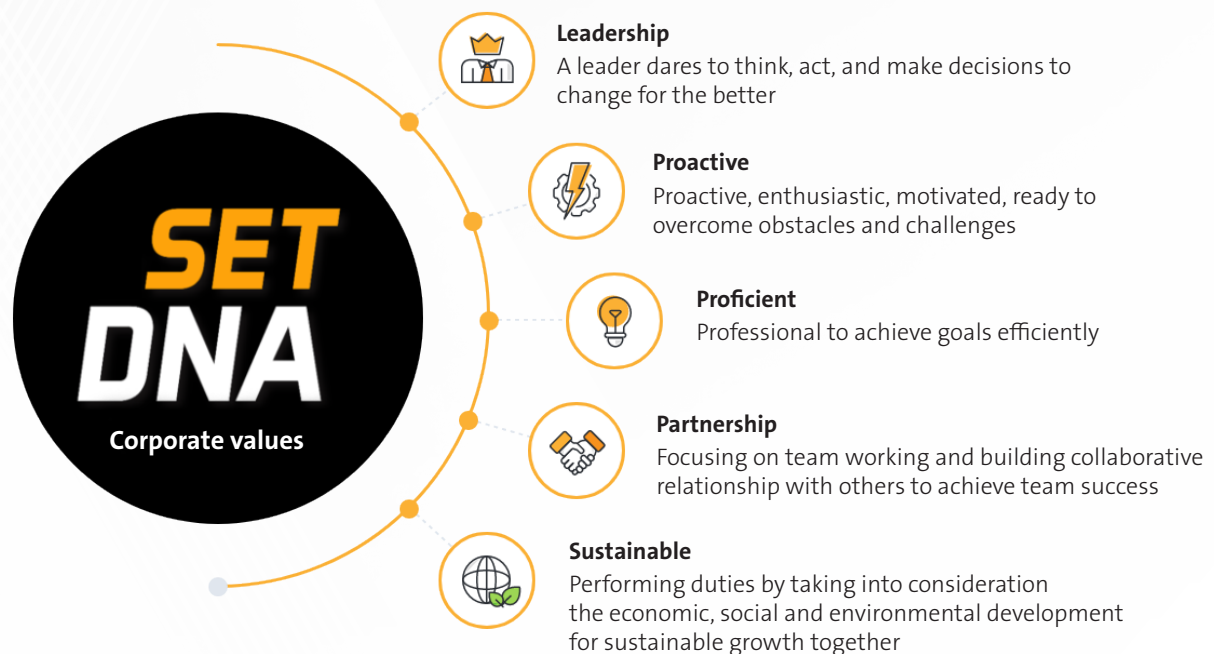 SET
DNA
Corporate values
Leadership
A leader dares to think, act, and make decisions to
change for the better
Proactive
Proactive, enthusiastic, motivated, ready to
overcome obstacles and challenges
Proficient
Professional to achieve goals efficiently
Partnership
Focusing on team working and building collaborative
relationship with others to achieve team success
Sustainable
Performing duties by taking into consideration
the economic, social and environmental development
for sustainable growth together